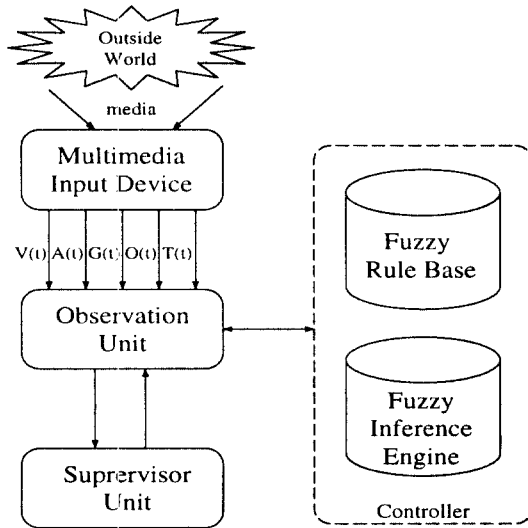 Outside
World
media
Multimedia
Input Device
V(t) A(t) G(t) O(t) T(t)
Observation
Unit
Suprervisor
Unit
Fuzzy
Rule Base
Fuzzy
Inference
Engine
Controller